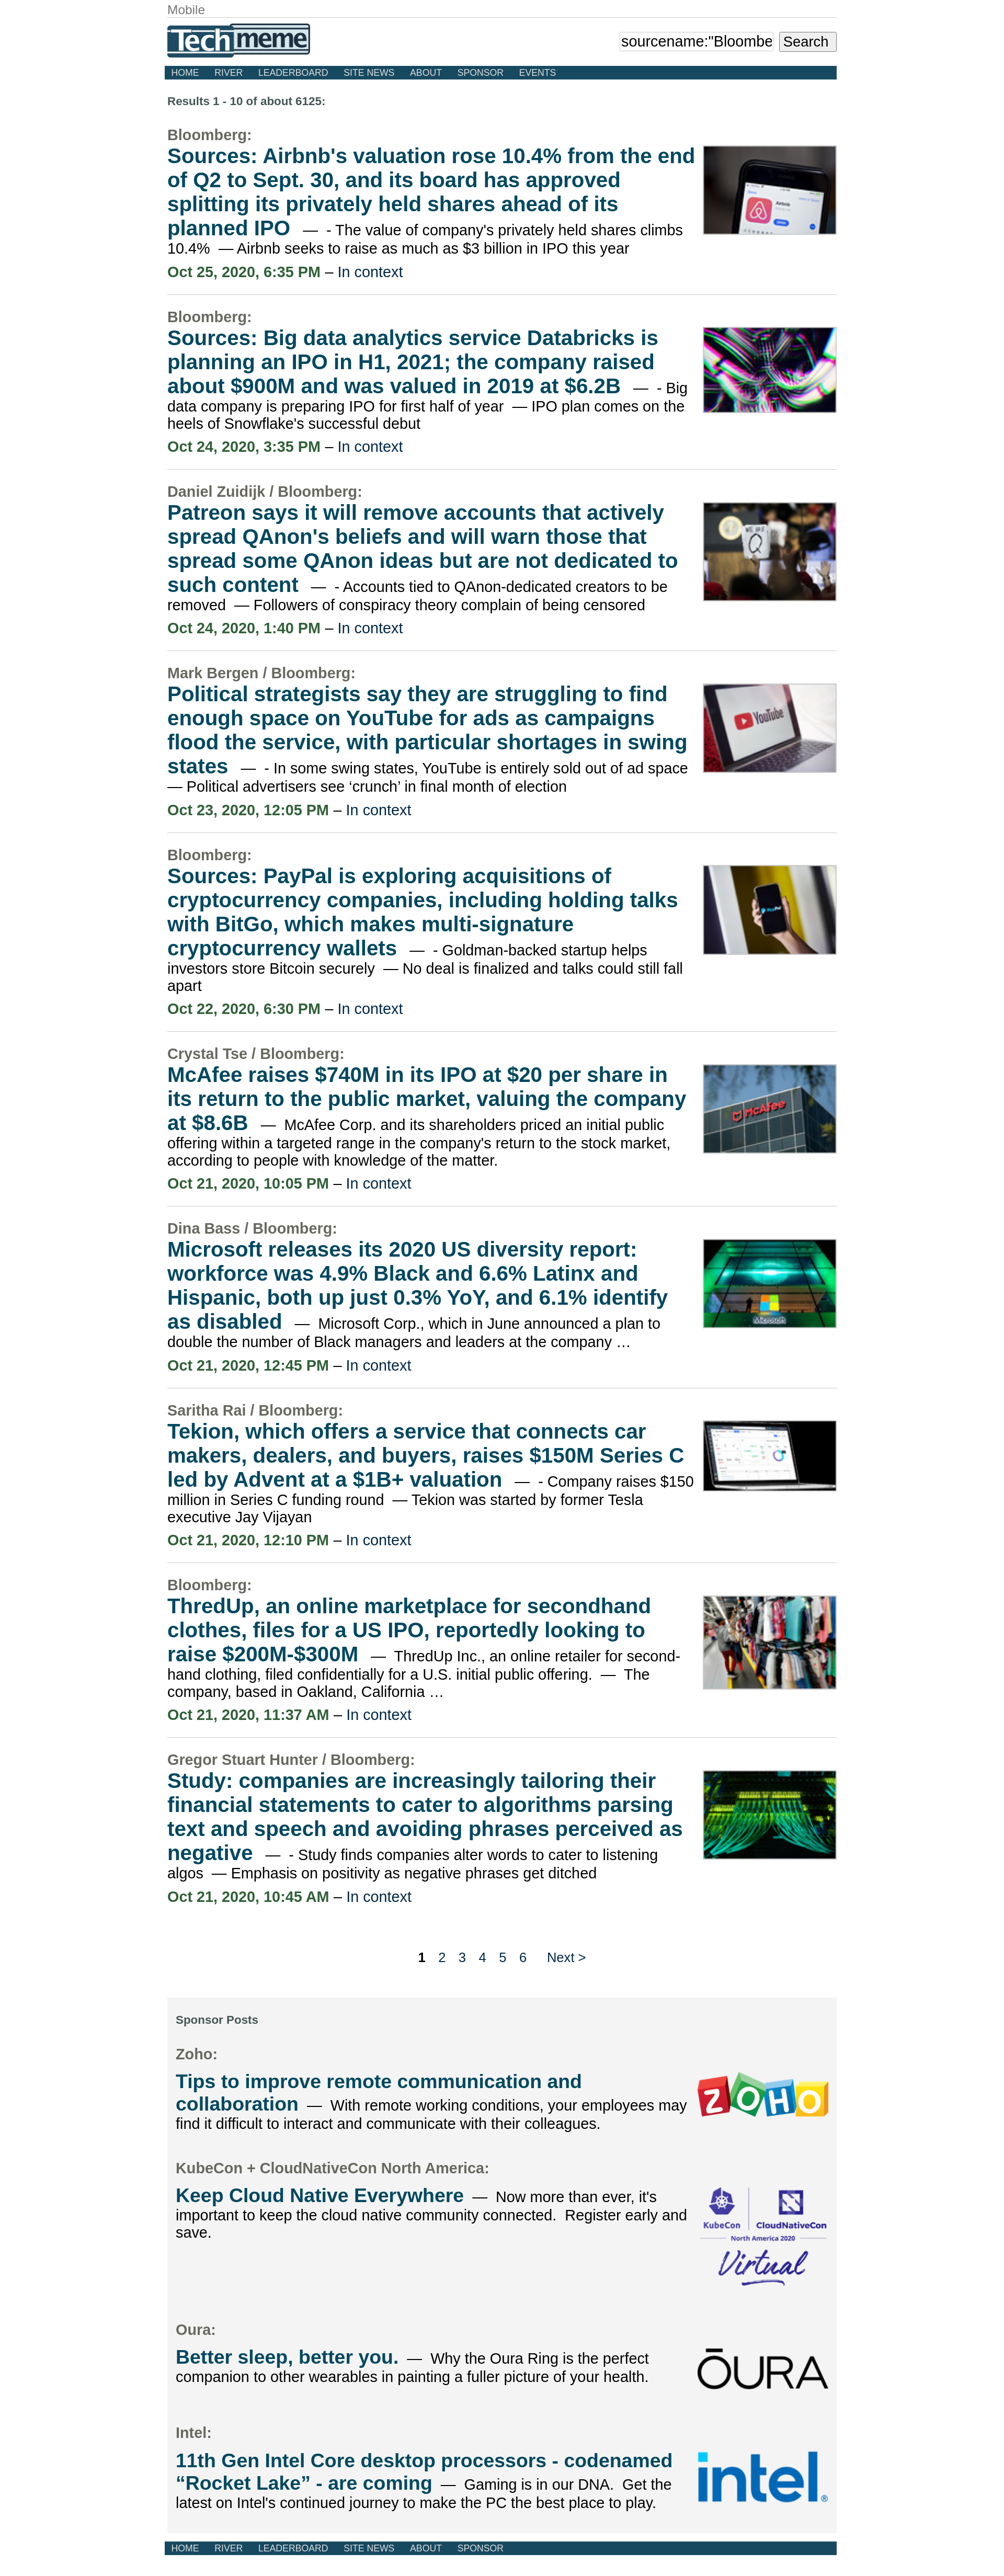 Mobile
Techmeme
sourcename:"Bloombe Search
HOME RIVER LEADERBOARD SITE NEWS ABOUT SPONSOR EVENTS
Results 1 - 10 of about 6125:
Bloomberg:
Sources: Airbnb's valuation rose 10.4% from the end
of Q2 to Sept. 30, and its board has approved
splitting its privately held shares ahead of its
planned IPO — - The value of company's privately held shares climbs
10.4% — Airbnb seeks to raise as much as $3 billion in IPO this year
Oct 25, 2020, 6:35 PM – In context
Bloomberg:
Sources: Big data analytics service Databricks is
planning an IPO in H1, 2021; the company raised
about $900M and was valued in 2019 at $6.2B — - Big
data company is preparing IPO for first half of year — IPO plan comes on the
heels of Snowflake's successful debut
Oct 24, 2020, 3:35 PM – In context
Daniel Zuidijk / Bloomberg:
Patreon says it will remove accounts that actively
spread QAnon's beliefs and will warn those that
spread some QAnon ideas but are not dedicated to
such content — - Accounts tied to QAnon-dedicated creators to be
removed — Followers of conspiracy theory complain of being censored
Oct 24, 2020, 1:40 PM – In context
Mark Bergen / Bloomberg:
Political strategists say they are struggling to find
enough space on YouTube for ads as campaigns
flood the service, with particular shortages in swing
states — - In some swing states, YouTube is entirely sold out of ad space
— Political advertisers see ‘crunch’ in final month of election
YouTube
Oct 23, 2020, 12:05 PM – In context
Bloomberg:
Sources: PayPal is exploring acquisitions of
cryptocurrency companies, including holding talks
with BitGo, which makes multi-signature
cryptocurrency wallets — - Goldman-backed startup helps
investors store Bitcoin securely — No deal is finalized and talks could still fall
apart
Oct 22, 2020, 6:30 PM – In context
Crystal Tse / Bloomberg:
McAfee raises $740M in its IPO at $20 per share in
its return to the public market, valuing the company
at $8.6B — McAfee Corp. and its shareholders priced an initial public
offering within a targeted range in the company's return to the stock market,
according to people with knowledge of the matter.
McAfee
Oct 21, 2020, 10:05 PM – In context
Dina Bass / Bloomberg:
Microsoft releases its 2020 US diversity report:
workforce was 4.9% Black and 6.6% Latinx and
Hispanic, both up just 0.3% YoY, and 6.1% identify
as disabled — Microsoft Corp., which in June announced a plan to
double the number of Black managers and leaders at the company …
Microsoft
Oct 21, 2020, 12:45 PM – In context
Saritha Rai / Bloomberg:
Tekion, which offers a service that connects car
makers, dealers, and buyers, raises $150M Series C
led by Advent at a $1B+ valuation — - Company raises $150
million in Series C funding round — Tekion was started by former Tesla
executive Jay Vijayan
Oct 21, 2020, 12:10 PM – In context
Bloomberg:
ThredUp, an online marketplace for secondhand
clothes, files for a US IPO, reportedly looking to
raise $200M-$300M — ThredUp Inc., an online retailer for second-
hand clothing, filed confidentially for a U.S. initial public offering. — The
company, based in Oakland, California …
Oct 21, 2020, 11:37 AM – In context
Gregor Stuart Hunter / Bloomberg:
Study: companies are increasingly tailoring their
financial statements to cater to algorithms parsing
text and speech and avoiding phrases perceived as
negative — - Study finds companies alter words to cater to listening
algos — Emphasis on positivity as negative phrases get ditched
Oct 21, 2020, 10:45 AM – In context
1 2 3 4 5 6 Next >
Sponsor Posts
Zoho:
Tips to improve remote communication and
collaboration — With remote working conditions, your employees may
find it difficult to interact and communicate with their colleagues.
ZOHO
KubeCon + CloudNativeCon North America:
Keep Cloud Native Everywhere — Now more than ever, it's
important to keep the cloud native community connected. Register early and
save.
KubeCon CloudNativeCon
North America 2020
Virtual
Oura:
Better sleep, better you. — Why the Oura Ring is the perfect
companion to other wearables in painting a fuller picture of your health.
ŌURA
Intel:
11th Gen Intel Core desktop processors - codenamed
“Rocket Lake” - are coming — Gaming is in our DNA. Get the
latest on Intel's continued journey to make the PC the best place to play.
intel®
HOME RIVER LEADERBOARD SITE NEWS ABOUT SPONSOR